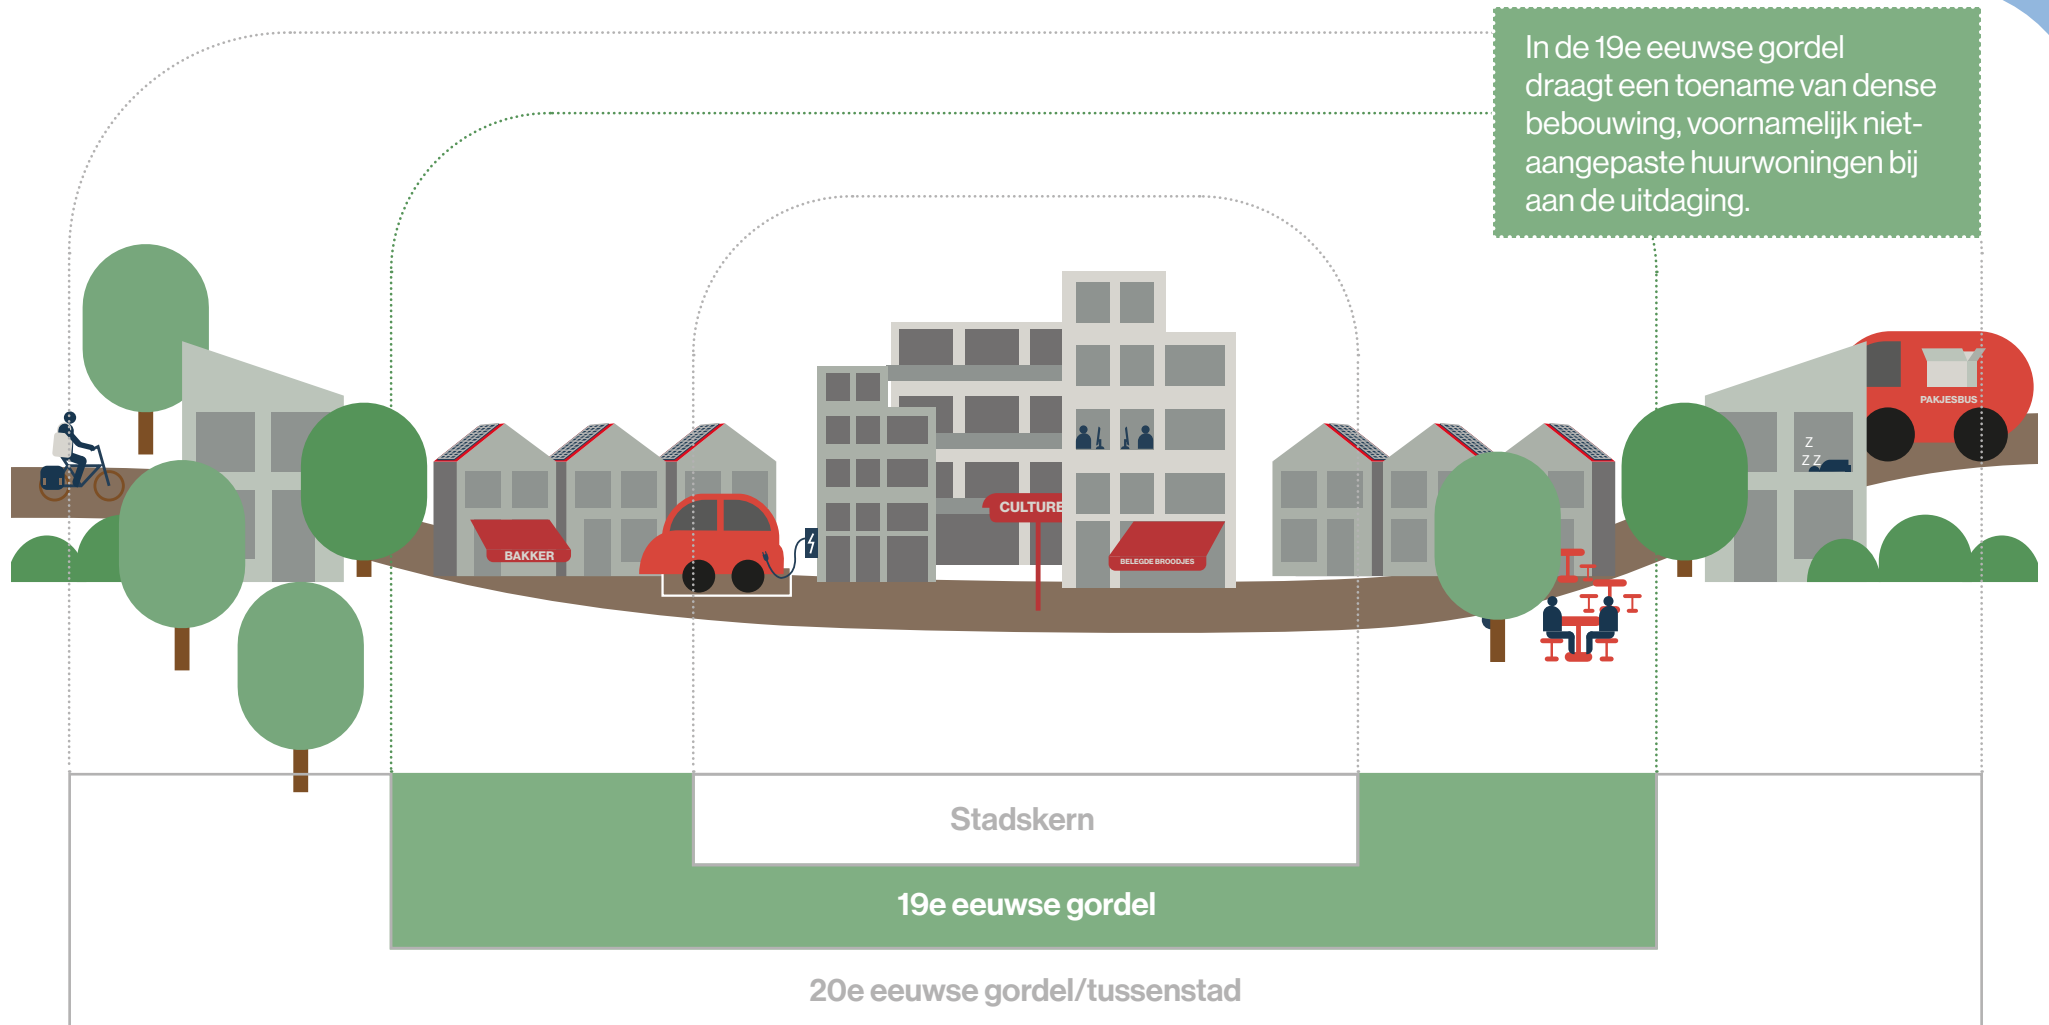 In de 19e eeuwse gordel
draagt een toename van dense
bebouwing, voornamelijk niet-
aangepaste huurwoningen bij
aan de uitdaging.
PAKJESBUS
Z
Z Z
CULTURE
BAKKER
BELEGDE BROODJES
Stadskern
19e eeuwse gordel
20e eeuwse gordel/tussenstad